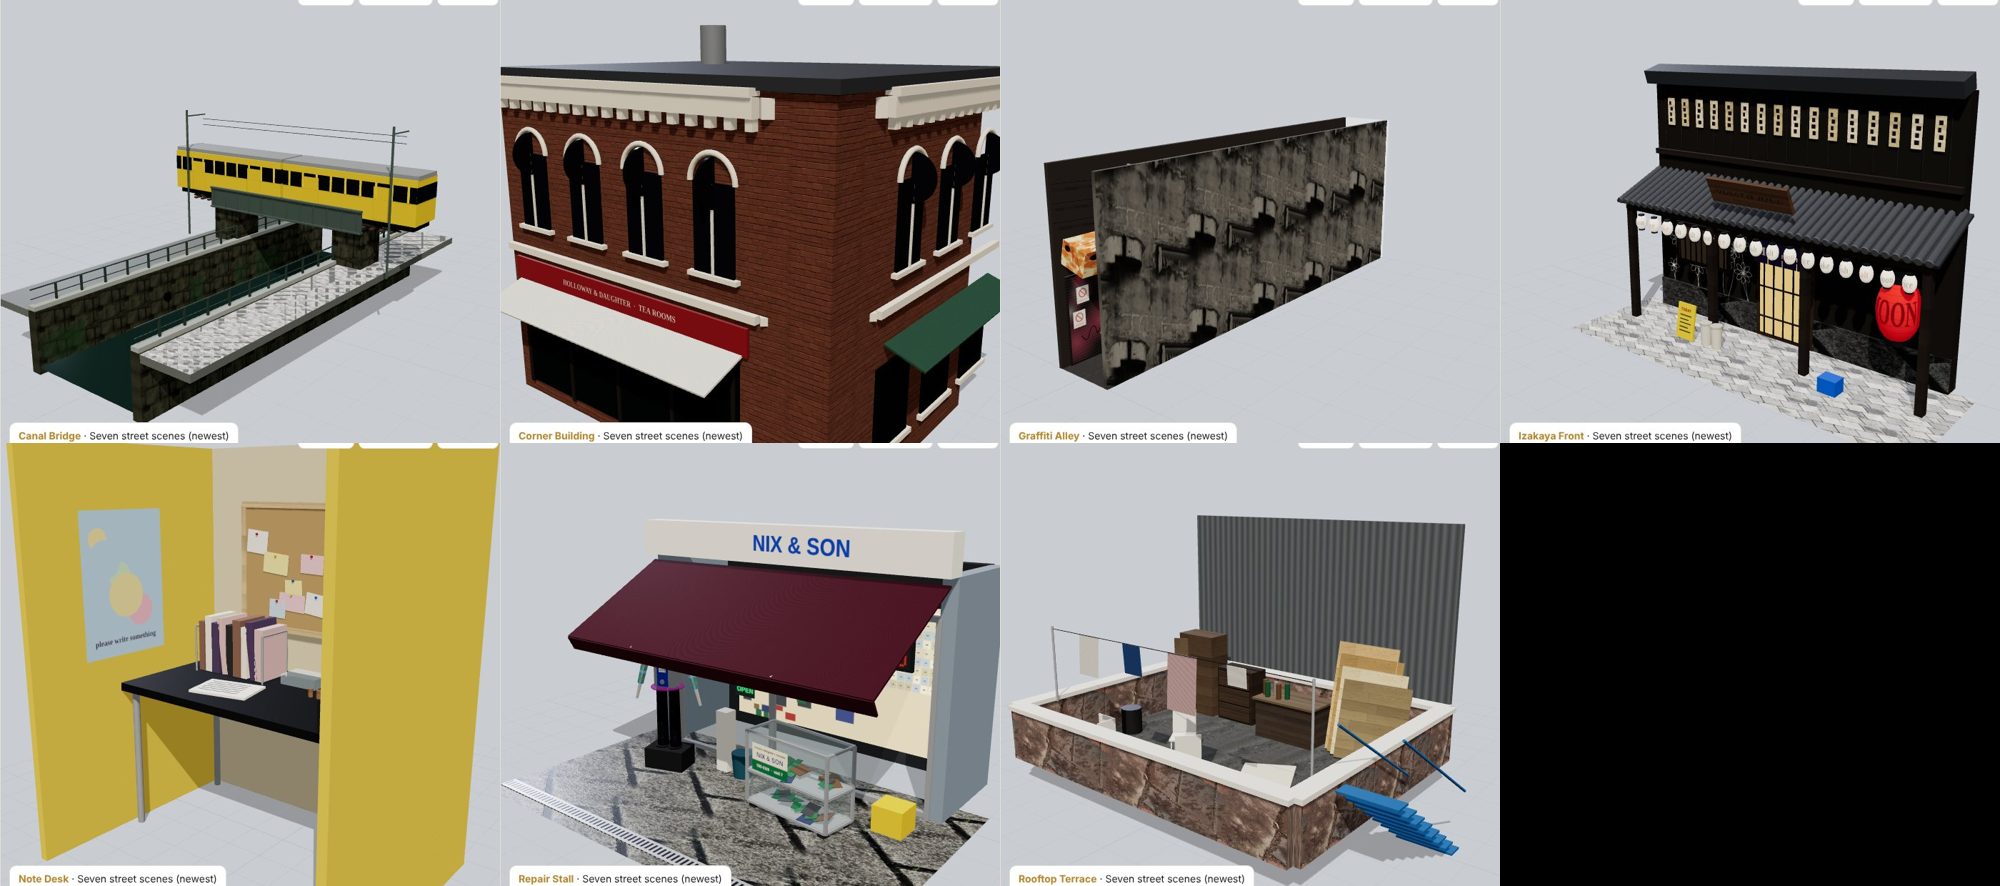 HOLLOWAY & DAUGHTER · TEA ROOMS
Canal Bridge · Seven street scenes (newest)
Corner Building · Seven street scenes (newest)
Graffiti Alley · Seven street scenes (newest)
TODAY
OON
Izakaya Front · Seven street scenes (newest)
please write something
Note Desk · Seven street scenes (newest)
NIX & SON
OPEN
NIX & SON
Repair Stall · Seven street scenes (newest)
Rooftop Terrace · Seven street scenes (newest)